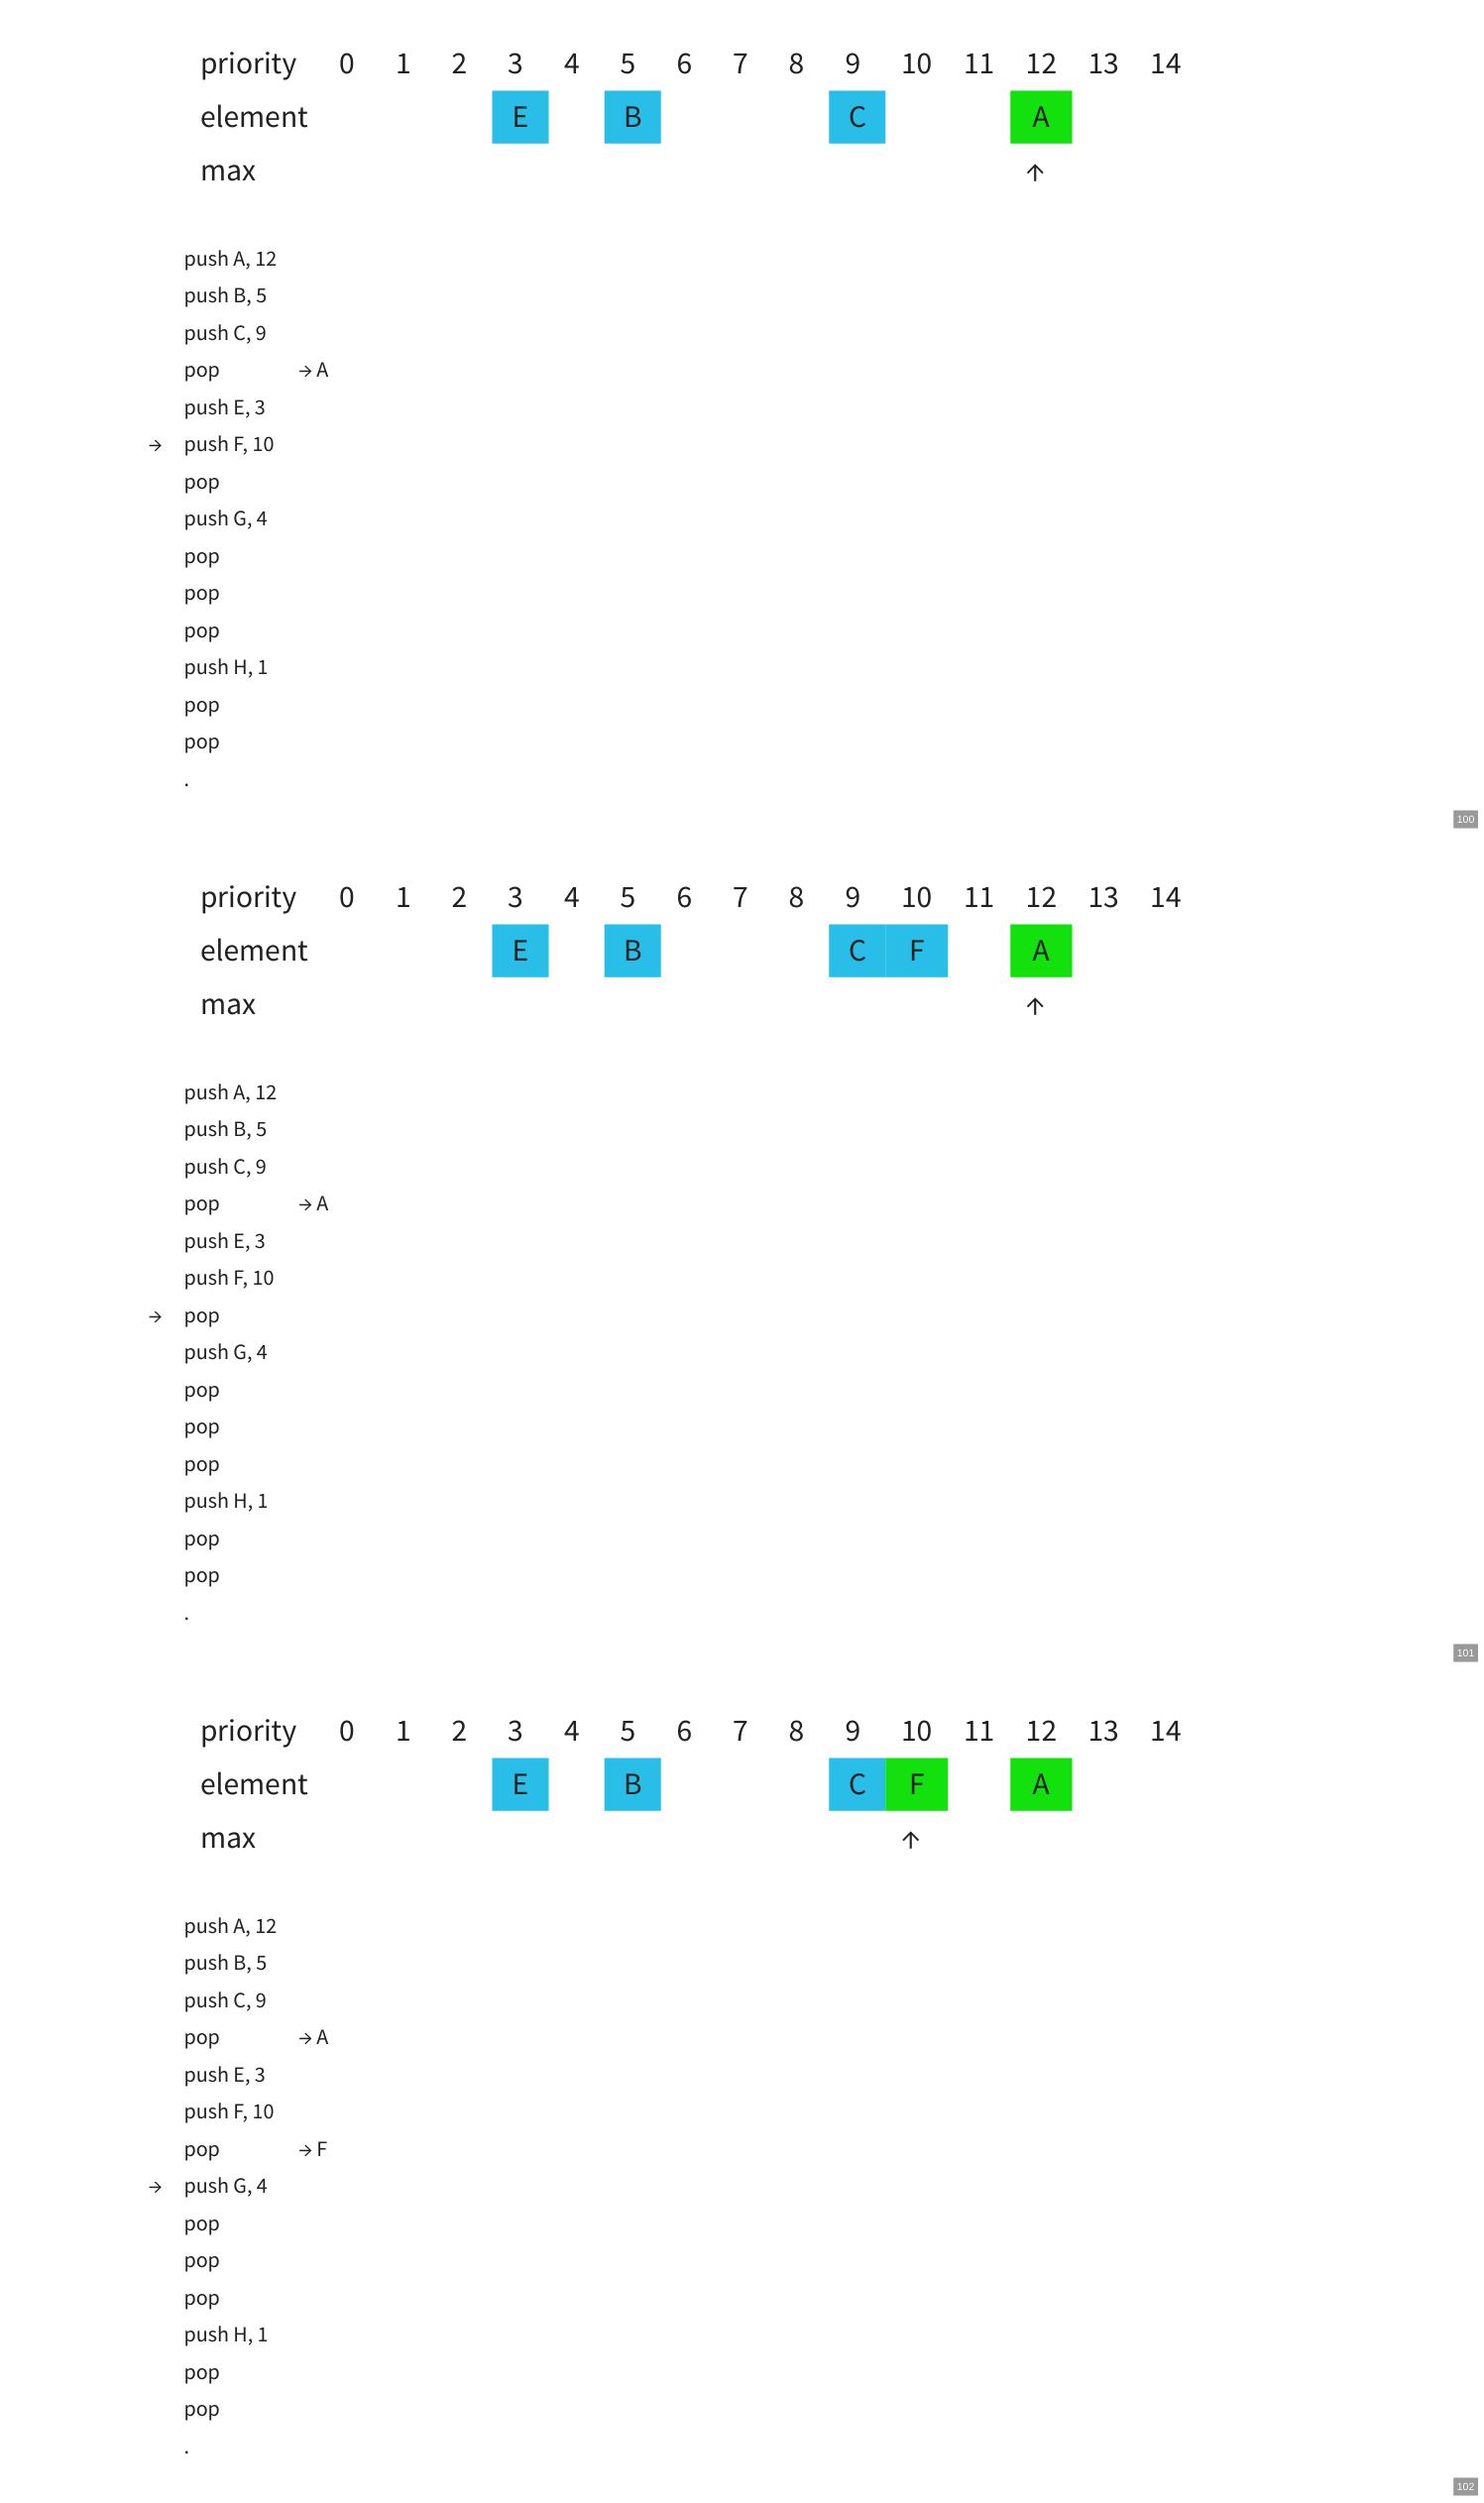 priority 0 1 2 3 4 5 6 7 8 9 10 11 12 13 14
element E B C A
max ↑
push A, 12
push B, 5
push C, 9
pop → A
push E, 3
→ push F, 10
pop
push G, 4
pop
pop
pop
push H, 1
pop
pop
.
100
priority 0 1 2 3 4 5 6 7 8 9 10 11 12 13 14
element E B C F A
max ↑
push A, 12
push B, 5
push C, 9
pop → A
push E, 3
push F, 10
→ pop
push G, 4
pop
pop
pop
push H, 1
pop
pop
.
101
priority 0 1 2 3 4 5 6 7 8 9 10 11 12 13 14
element E B C F A
max ↑
push A, 12
push B, 5
push C, 9
pop → A
push E, 3
push F, 10
pop → F
→ push G, 4
pop
pop
pop
push H, 1
pop
pop
.
102